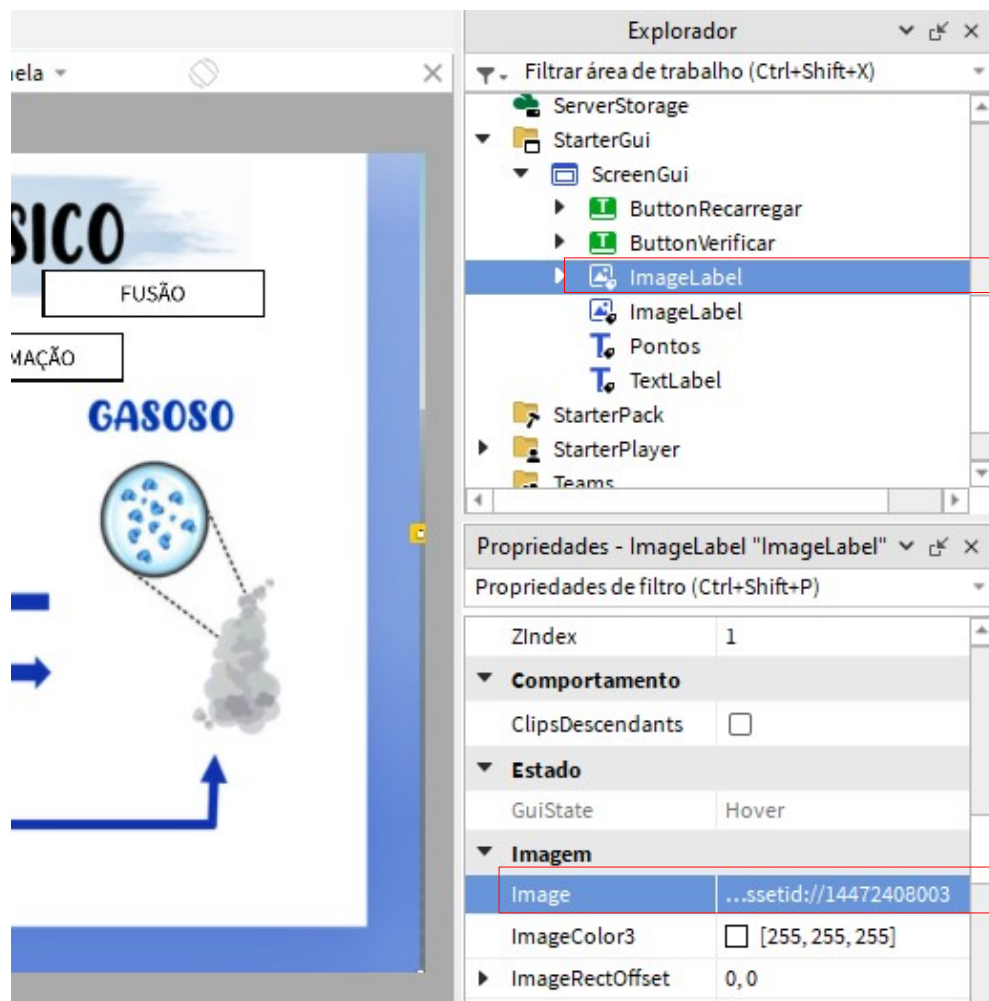 Explorador
ela
Filtrar área de trabalho (Ctrl+Shift+X)
ServerStorage
StarterGui
ScreenGui
ButtonRecarregar
ButtonVerificar
ImageLabel
ImageLabel
Pontos
TextLabel
StarterPack
StarterPlayer
Teams
SICO
FUSÃO
MAÇÃO
GASOSO
Propriedades - ImageLabel "ImageLabel"
Propriedades de filtro (Ctrl+Shift+P)
ZIndex 1
Comportamento
ClipsDescendants
Estado
GuiState Hover
Imagem
Image ...ssetid://14472408003
ImageColor3 [255, 255, 255]
ImageRectOffset 0, 0